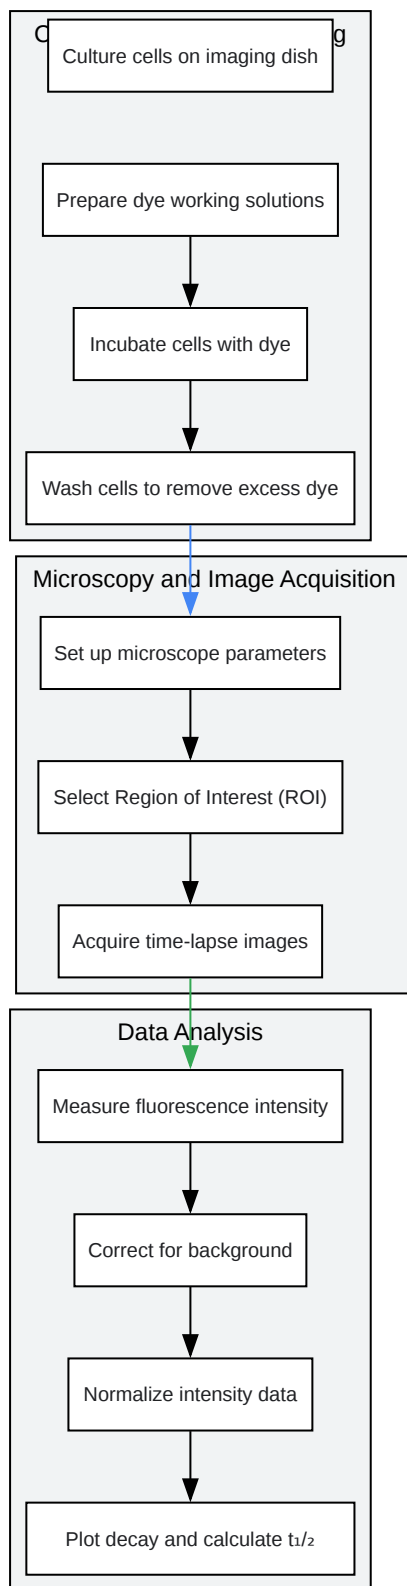 Culture cells on imaging dish
Prepare dye working solutions
Incubate cells with dye
Wash cells to remove excess dye
Microscopy and Image Acquisition
Set up microscope parameters
Select Region of Interest (ROI)
Acquire time-lapse images
Data Analysis
Measure fluorescence intensity
Correct for background
Normalize intensity data
Plot decay and calculate t₁/₂